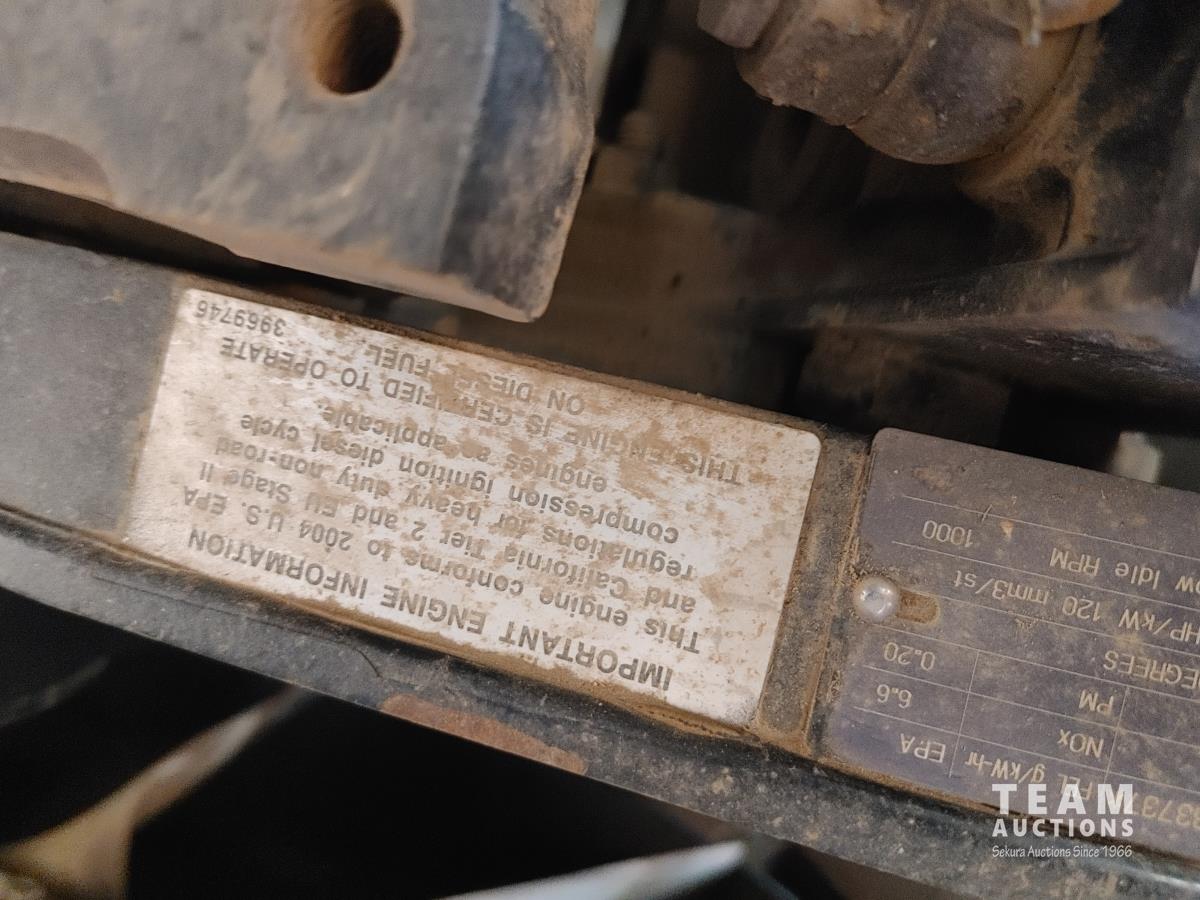 IMPORTANT ENGINE INFORMATION
This engine conforms to 2004 U.S. EPA
and California Tier 2 and EU Stage II
regulations for heavy duty non-road
compression ignition diesel cycle
engines as applicable.
THIS ENGINE IS CERTIFIED TO OPERATE
ON DIESEL FUEL
3969746
FEL g/kW-hr EPA
NOx 6.6
PM 0.20
DEGREES
HP/kW 120 mm3/st
Idle RPM 1000
TEAM
AUCTIONS
Sekura Auctions Since 1966